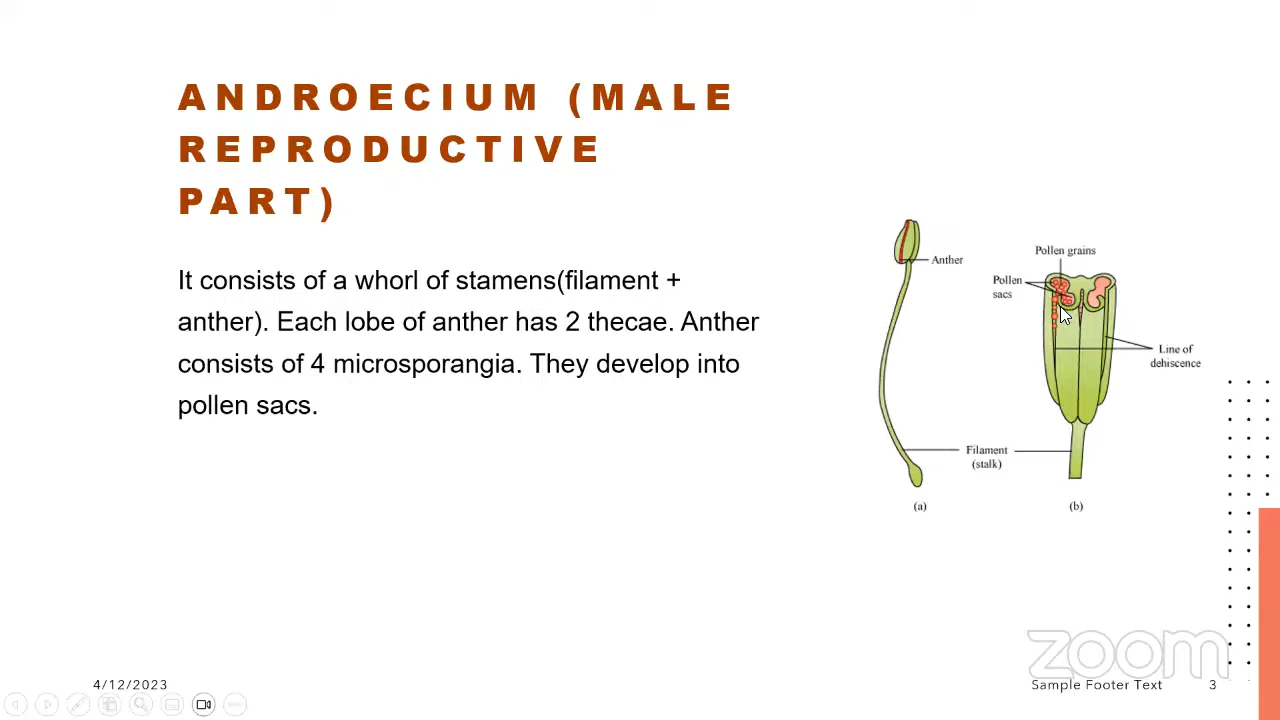 ANDROECIUM (MALE
REPRODUCTIVE
PART)
It consists of a whorl of stamens(filament +
anther). Each lobe of anther has 2 thecae. Anther
consists of 4 microsporangia. They develop into
pollen sacs.
Anther
Pollen grains
Pollen
sacs
Line of
dehiscence
Filament
(stalk)
(a)
(b)
zoom
4/12/2023
Sample Footer Text
3